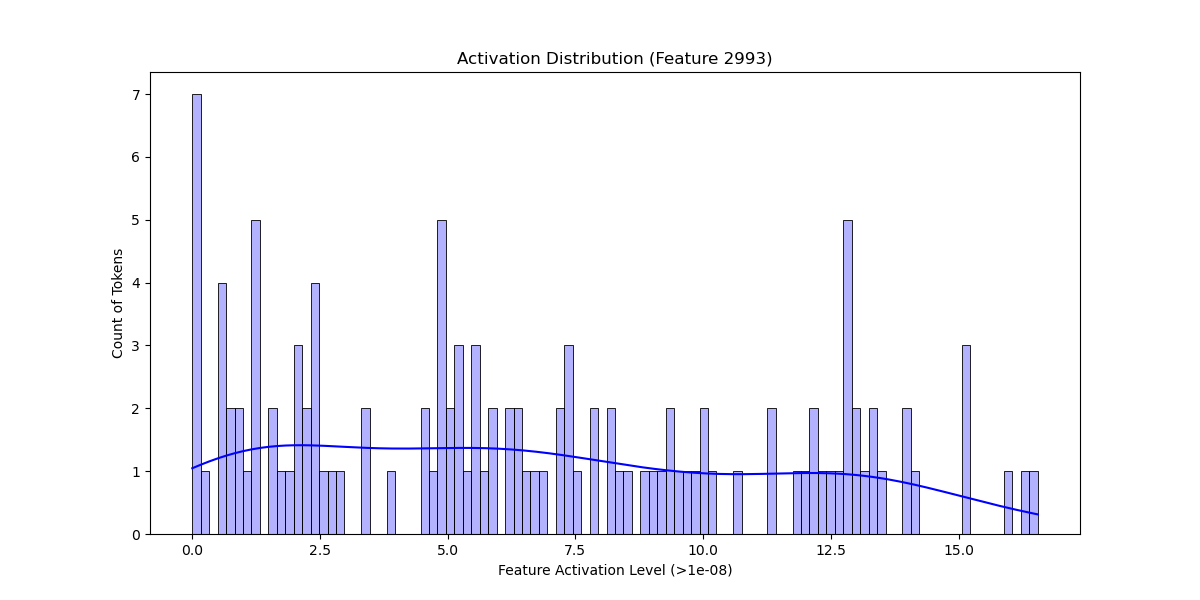 Activation Distribution (Feature 2993)
Count of Tokens
7
6
5
4
3
2
1
0
0.0 2.5 5.0 7.5 10.0 12.5 15.0
Feature Activation Level (>1e-08)